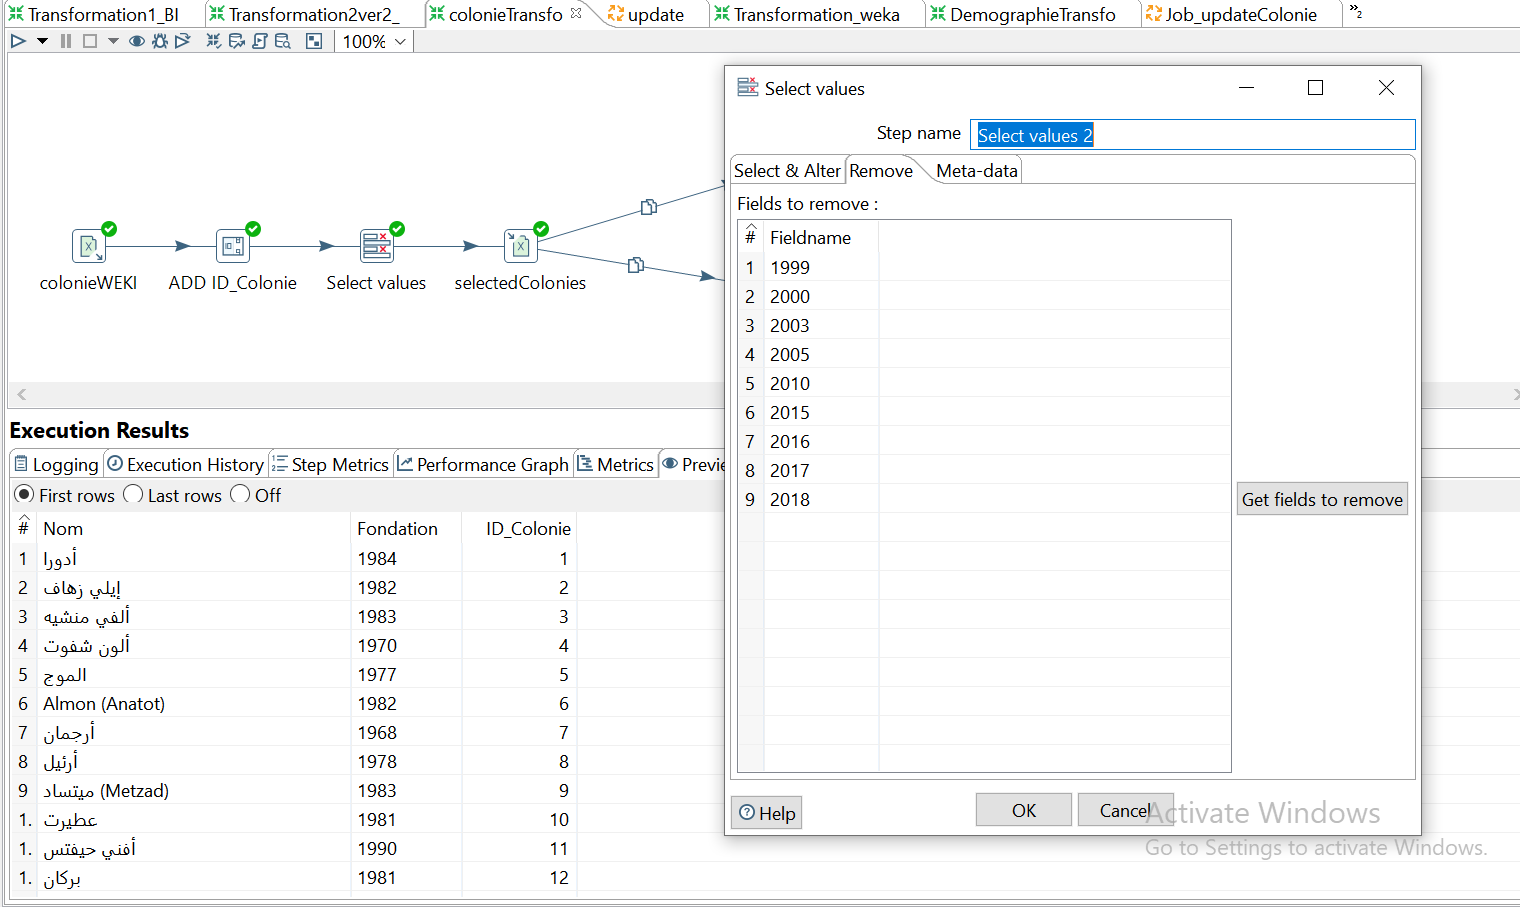 Transformation1_BI Transformation2ver2_ colonieTransfo update Transformation_weka DemographieTransfo Job_updateColonie »2
100%
Select values
Step name Select values 2
Select & Alter Remove Meta-data
Fields to remove :
# Fieldname
1 1999
2 2000
3 2003
4 2005
5 2010
6 2015
7 2016
8 2017
9 2018
Get fields to remove
Help OK Cancel
colonieWEKI ADD ID_Colonie Select values selectedColonies
Execution Results
Logging Execution History Step Metrics Performance Graph Metrics Previe
First rows Last rows Off
# Nom Fondation ID_Colonie
1 أدورا 1984 1
2 إيلي زهاف 1982 2
3 ألفي منشيه 1983 3
4 ألون شفوت 1970 4
5 الموج 1977 5
6 Almon (Anatot) 1982 6
7 أرجمان 1968 7
8 أرئيل 1978 8
9 ميتساد (Metzad) 1983 9
1. عطيرت 1981 10
1. أفني حيفتس 1990 11
1. بركان 1981 12
Activate Windows
Go to Settings to activate Windows.